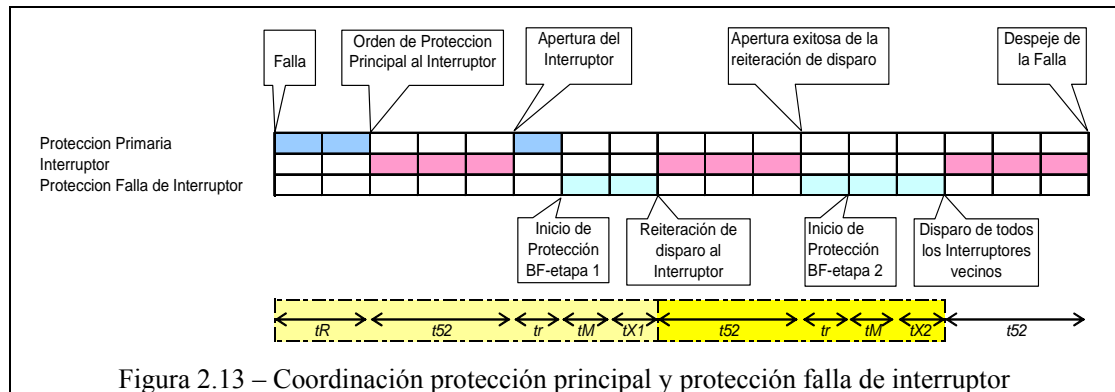 Falla
Orden de Proteccion
Principal al Interruptor
Apertura del
Interruptor
Apertura exitosa de la
reiteración de disparo
Despeje de
la Falla
Proteccion Primaria
Interruptor
Proteccion Falla de Interruptor
Inicio de
Protección
BF-etapa 1
Reiteración de
disparo al
Interruptor
Inicio de
Protección
BF-etapa 2
Disparo de todos
los Interruptores
vecinos
tR t52 tr tM tX1 t52 tr tM tX2 t52
Figura 2.13 – Coordinación protección principal y protección falla de interruptor